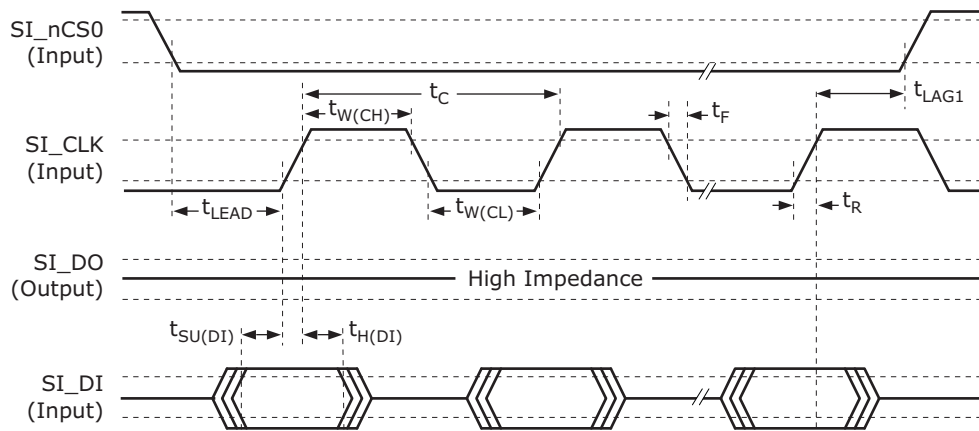 SI_nCS0
(Input)
tC
tLAG1
tW(CH)
tF
SI_CLK
(Input)
tLEAD
tW(CL)
tR
SI_DO
(Output)
High Impedance
tSU(DI)
tH(DI)
SI_DI
(Input)